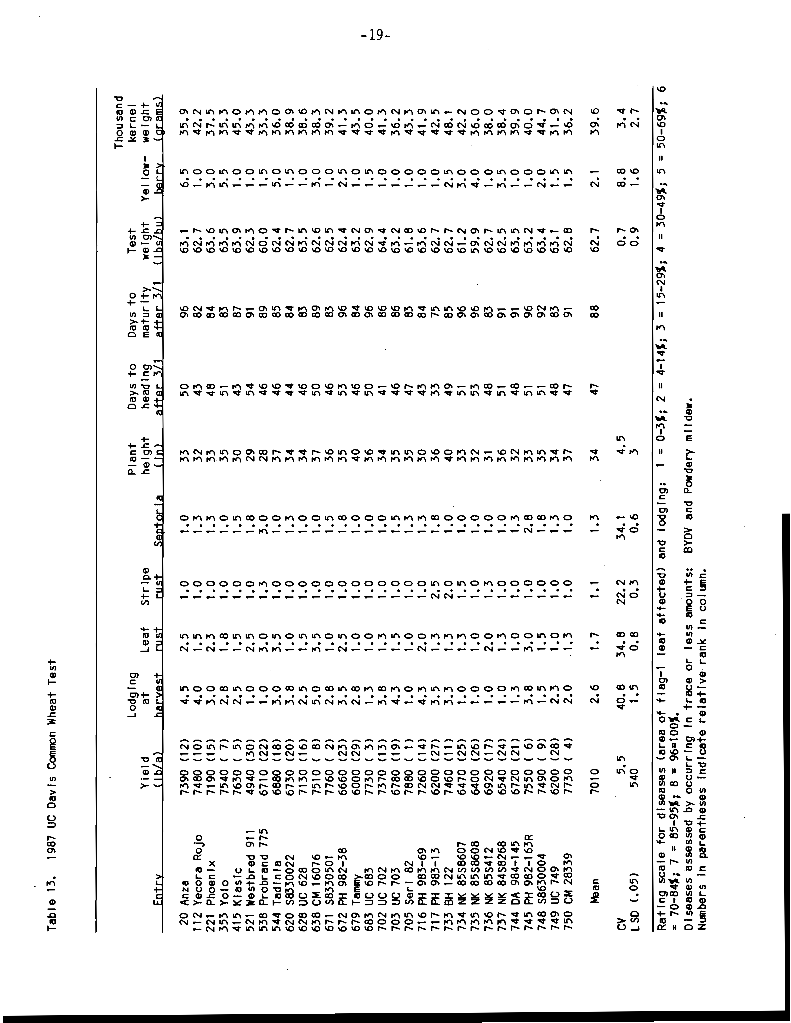 -19-
Table 13. 1987 UC Davis Common Wheat Test
Thousand
Lodging Plant Days to Days to Test kernel
Yield at Leaf Stripe height heading maturity weight Yellow- weight
Entry (lb/a) harvest rust rust Septoria (in) after 3/1 after 3/1 (lbs/bu) berry (grams)
20 Anza 7390 (12) 4.5 2.5 1.0 1.0 33 50 96 63.1 6.5 35.9
112 Yecora Rojo 7480 (10) 4.0 1.5 1.0 1.3 32 43 82 62.7 1.0 42.2
221 Phoenix 7190 (15) 3.0 2.3 1.0 1.3 33 48 84 63.6 3.0 37.5
353 Yolo 7540 ( 7) 2.8 1.8 1.0 1.0 35 51 83 63.5 5.5 35.3
415 Klasic 7630 ( 5) 2.5 1.5 1.0 1.5 30 43 87 63.9 1.0 45.0
521 Westbred 911 4940 (30) 1.0 2.5 1.0 1.8 29 54 91 62.3 1.0 43.3
538 Probrand 775 6710 (22) 1.0 3.0 1.3 3.0 28 46 89 60.0 1.5 33.3
544 Tadinia 6880 (18) 3.0 3.5 1.0 1.0 37 46 85 62.4 5.0 36.0
620 S8330022 6730 (20) 3.8 1.0 1.0 1.3 34 44 84 62.7 1.5 38.9
628 UC 628 7130 (16) 2.5 1.5 1.0 1.0 34 46 83 63.5 1.0 38.6
638 CM 16076 7510 ( 8) 5.0 3.5 1.0 1.0 37 50 89 62.6 3.0 38.3
671 S8330501 7760 ( 2) 2.8 1.0 1.0 1.5 36 46 83 62.5 1.0 39.2
672 PH 982-38 6660 (23) 3.5 2.5 1.0 1.8 35 53 96 62.4 2.5 41.3
679 Tammy 6000 (29) 2.8 1.0 1.0 1.0 40 46 84 63.2 1.0 43.5
683 UC 683 7730 ( 3) 1.3 1.0 1.0 1.0 36 50 96 62.9 1.5 40.0
702 UC 702 7370 (13) 3.8 1.3 1.0 1.0 34 41 86 64.4 1.0 41.3
703 UC 703 6780 (19) 4.3 1.5 1.0 1.5 35 46 86 63.2 1.0 36.2
705 Seri 82 7880 ( 1) 1.0 1.0 1.0 1.3 35 47 83 61.8 1.0 43.3
716 PH 983-69 7260 (14) 4.3 2.0 1.0 1.3 30 43 84 63.6 1.0 41.9
717 PH 983-13 6200 (27) 3.5 1.3 2.5 1.8 36 33 75 62.7 1.0 42.5
733 BH 122 7460 (11) 3.3 1.3 2.0 1.0 40 49 85 62.7 2.5 48.1
734 NK 85S8607 6470 (25) 1.0 1.3 1.5 1.0 33 51 96 61.2 3.0 42.2
735 NK 85S8608 6400 (26) 1.0 1.0 1.0 1.0 32 53 96 59.9 4.0 36.0
736 NK 85S412 6920 (17) 1.0 2.0 1.3 1.0 31 48 83 62.7 1.0 38.0
737 NK 84S8268 6540 (24) 1.0 1.3 1.0 1.0 36 51 91 62.5 3.5 38.4
744 DA 984-145 6720 (21) 1.3 1.0 1.0 1.3 32 48 91 63.5 1.0 39.9
745 PH 982-163R 7550 ( 6) 3.8 3.0 1.0 2.8 33 51 96 63.2 1.0 40.0
748 S8630004 7490 ( 9) 1.5 1.5 1.0 1.8 35 51 92 63.4 2.0 44.7
749 UC 749 6200 (28) 2.3 1.0 1.0 1.3 34 48 83 63.1 1.5 31.9
750 CM 28339 7730 ( 4) 2.0 1.3 1.0 1.0 37 47 91 62.8 1.5 36.2
Mean 7010 2.6 1.7 1.1 1.3 34 47 88 62.7 2.1 39.6
CV 5.5 40.8 34.8 22.2 34.1 4.5 0.7 8.8 3.4
LSD (.05) 540 1.5 0.8 0.3 0.6 3 0.9 1.6 2.7
Rating scale for diseases (area of flag-1 leaf affected) and lodging: 1 = 0-3%; 2 = 4-14%; 3 = 15-29%; 4 = 30-49%; 5 = 50-69%; 6
= 70-84%; 7 = 85-95%; 8 = 96=100%.
Diseases assessed by occurring in trace or less amounts: BYDV and Powdery mildew.
Numbers in parentheses indicate relative rank in column.